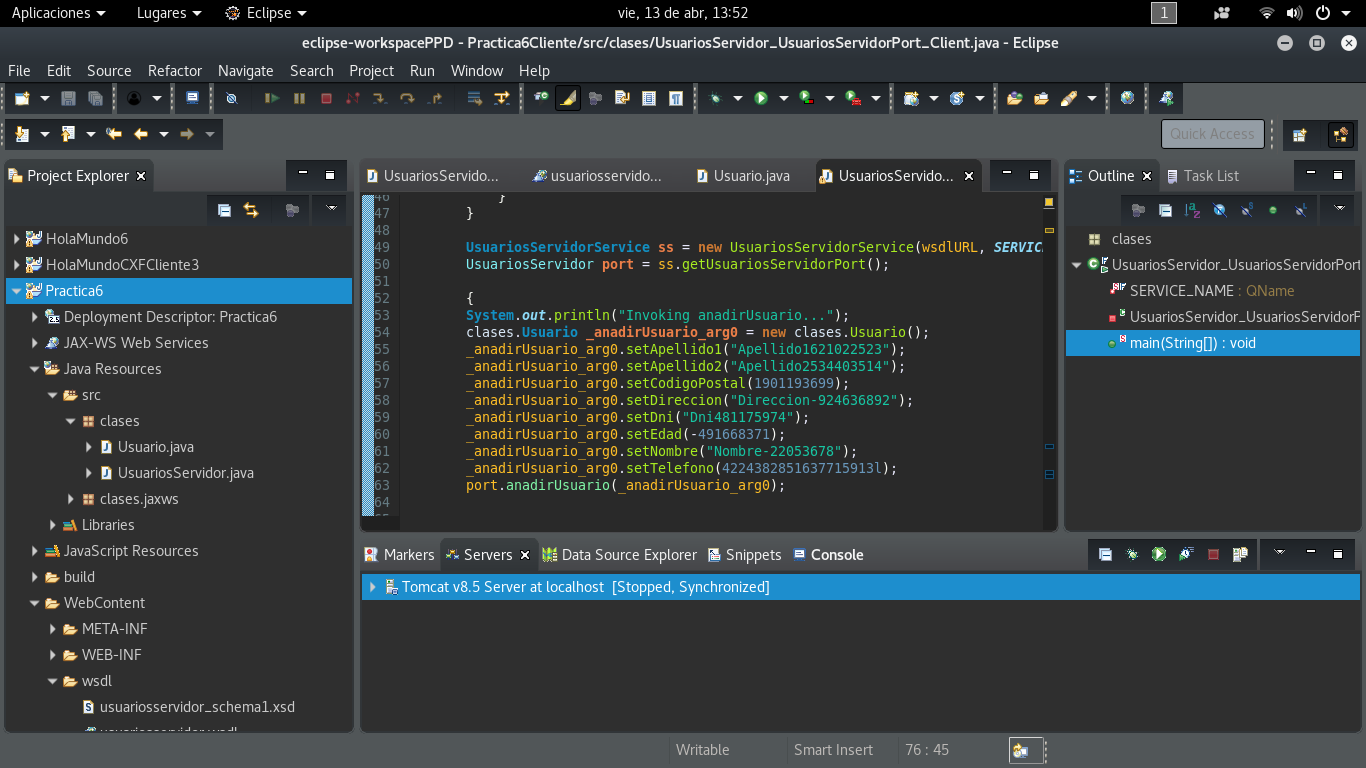 Aplicaciones Lugares Eclipse vie, 13 de abr, 13:52 1
eclipse-workspacePPD - Practica6Cliente/src/clases/UsuariosServidor_UsuariosServidorPort_Client.java - Eclipse
File Edit Source Refactor Navigate Search Project Run Window Help
Quick Access
Project Explorer
HolaMundo6
HolaMundoCXFCliente3
Practica6
Deployment Descriptor: Practica6
JAX-WS Web Services
Java Resources
src
clases
Usuario.java
UsuariosServidor.java
clases.jaxws
Libraries
JavaScript Resources
build
WebContent
META-INF
WEB-INF
wsdl
usuariosservidor_schema1.xsd
usuariosservidor.wsdl
UsuariosServido... usuariosservido... Usuario.java UsuariosServido...
46 }
47 }
48
49 UsuariosServidorService ss = new UsuariosServidorService(wsdlURL, SERVIC
50 UsuariosServidor port = ss.getUsuariosServidorPort();
51
52 {
53 System.out.println("Invoking anadirUsuario...");
54 clases.Usuario _anadirUsuario_arg0 = new clases.Usuario();
55 _anadirUsuario_arg0.setApellido1("Apellido1621022523");
56 _anadirUsuario_arg0.setApellido2("Apellido2534403514");
57 _anadirUsuario_arg0.setCodigoPostal(1901193699);
58 _anadirUsuario_arg0.setDireccion("Direccion-924636892");
59 _anadirUsuario_arg0.setDni("Dni481175974");
60 _anadirUsuario_arg0.setEdad(-491668371);
61 _anadirUsuario_arg0.setNombre("Nombre-22053678");
62 _anadirUsuario_arg0.setTelefono(4224382851637715913l);
63 port.anadirUsuario(_anadirUsuario_arg0);
64
Outline Task List
clases
UsuariosServidor_UsuariosServidorPort
SERVICE_NAME : QName
UsuariosServidor_UsuariosServidorF
main(String[]) : void
Markers Servers Data Source Explorer Snippets Console
Tomcat v8.5 Server at localhost [Stopped, Synchronized]
Writable Smart Insert 76 : 45